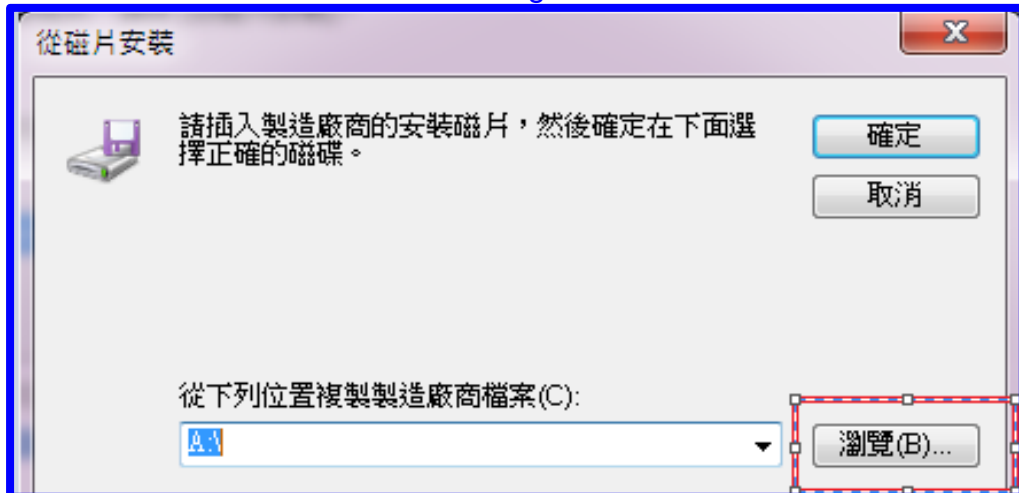 從磁片安裝
請插入製造廠商的安裝磁片，然後確定在下面選
擇正確的磁碟。
確定
取消
從下列位置複製製造廠商檔案(C):
A:\
瀏覽(B)...